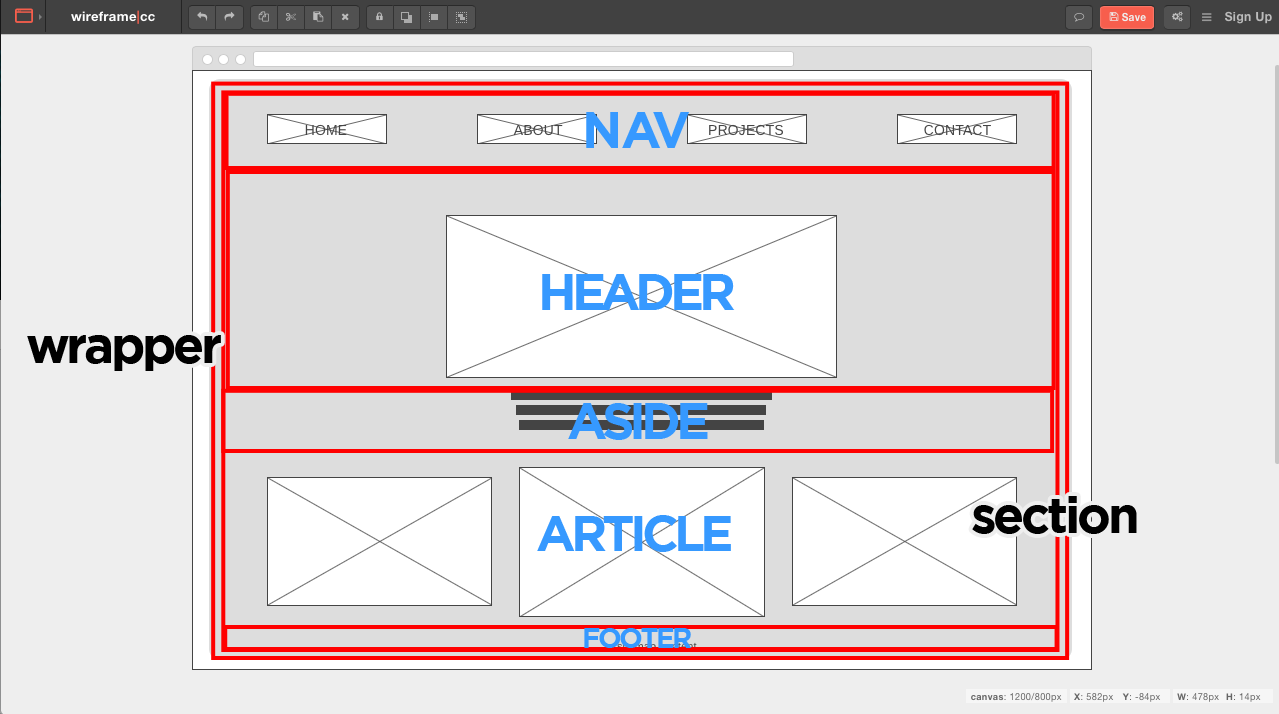 wireframe|cc
Save
Sign Up
HOME
ABOUT
NAV
PROJECTS
CONTACT
HEADER
wrapper
ASIDE
section
ARTICLE
FOOTER
canvas: 1200/800px X: 582px Y: -84px W: 478px H: 14px